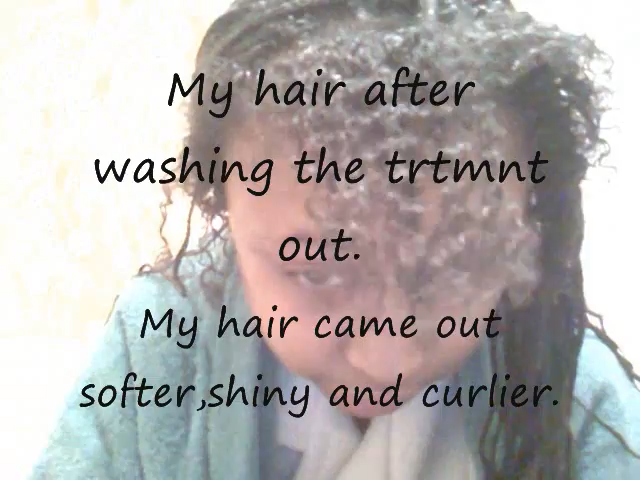 My hair after
washing the trtmnt
out.
My hair came out
softer,shiny and curlier.